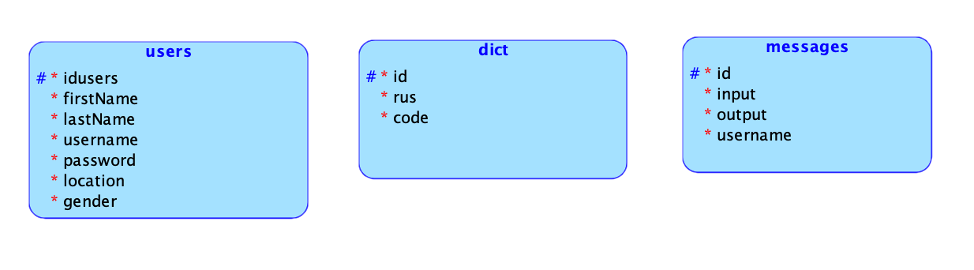 users
# * idusers
* firstName
* lastName
* username
* password
* location
* gender
dict
# * id
* rus
* code
messages
# * id
* input
* output
* username